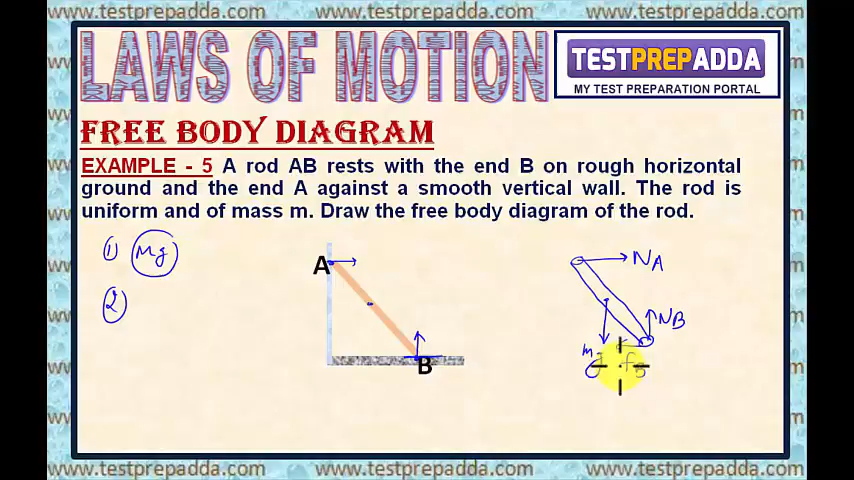 www.testprepadda.com www.testprepadda.com www.testprepadda.com
LAWS OF MOTION
TESTPREPADDA
MY TEST PREPARATION PORTAL
FREE BODY DIAGRAM
EXAMPLE - 5 A rod AB rests with the end B on rough horizontal
ground and the end A against a smooth vertical wall. The rod is
uniform and of mass m. Draw the free body diagram of the rod.
① Mg
②
A
B
NA
NB
mg
fB
www.testprepadda.com www.testprepadda.com www.testprepadda.com